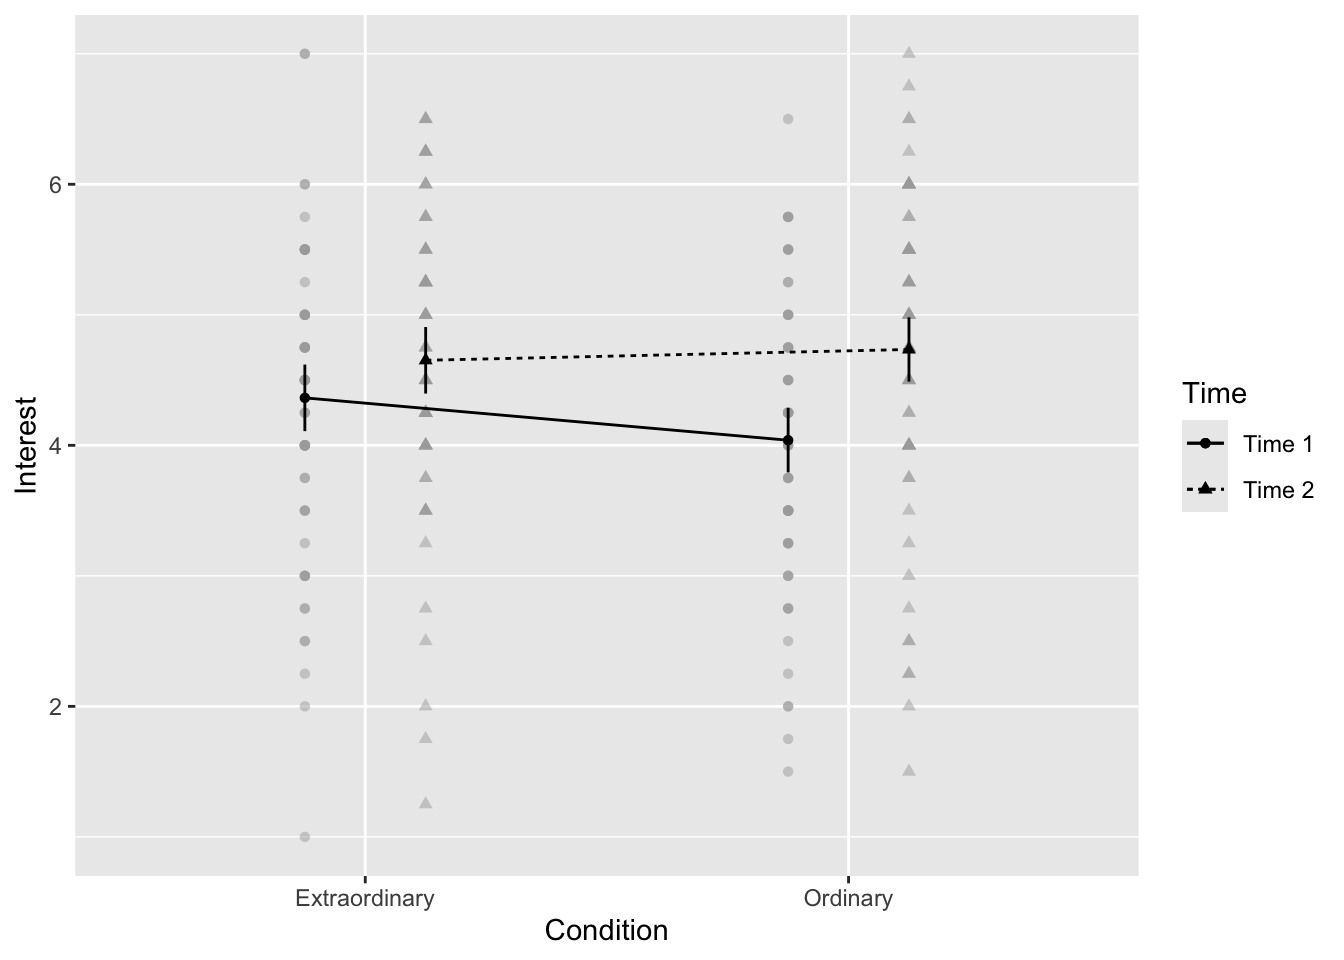 Interest
6
4
2
Extraordinary
Ordinary
Condition
Time
Time 1
Time 2